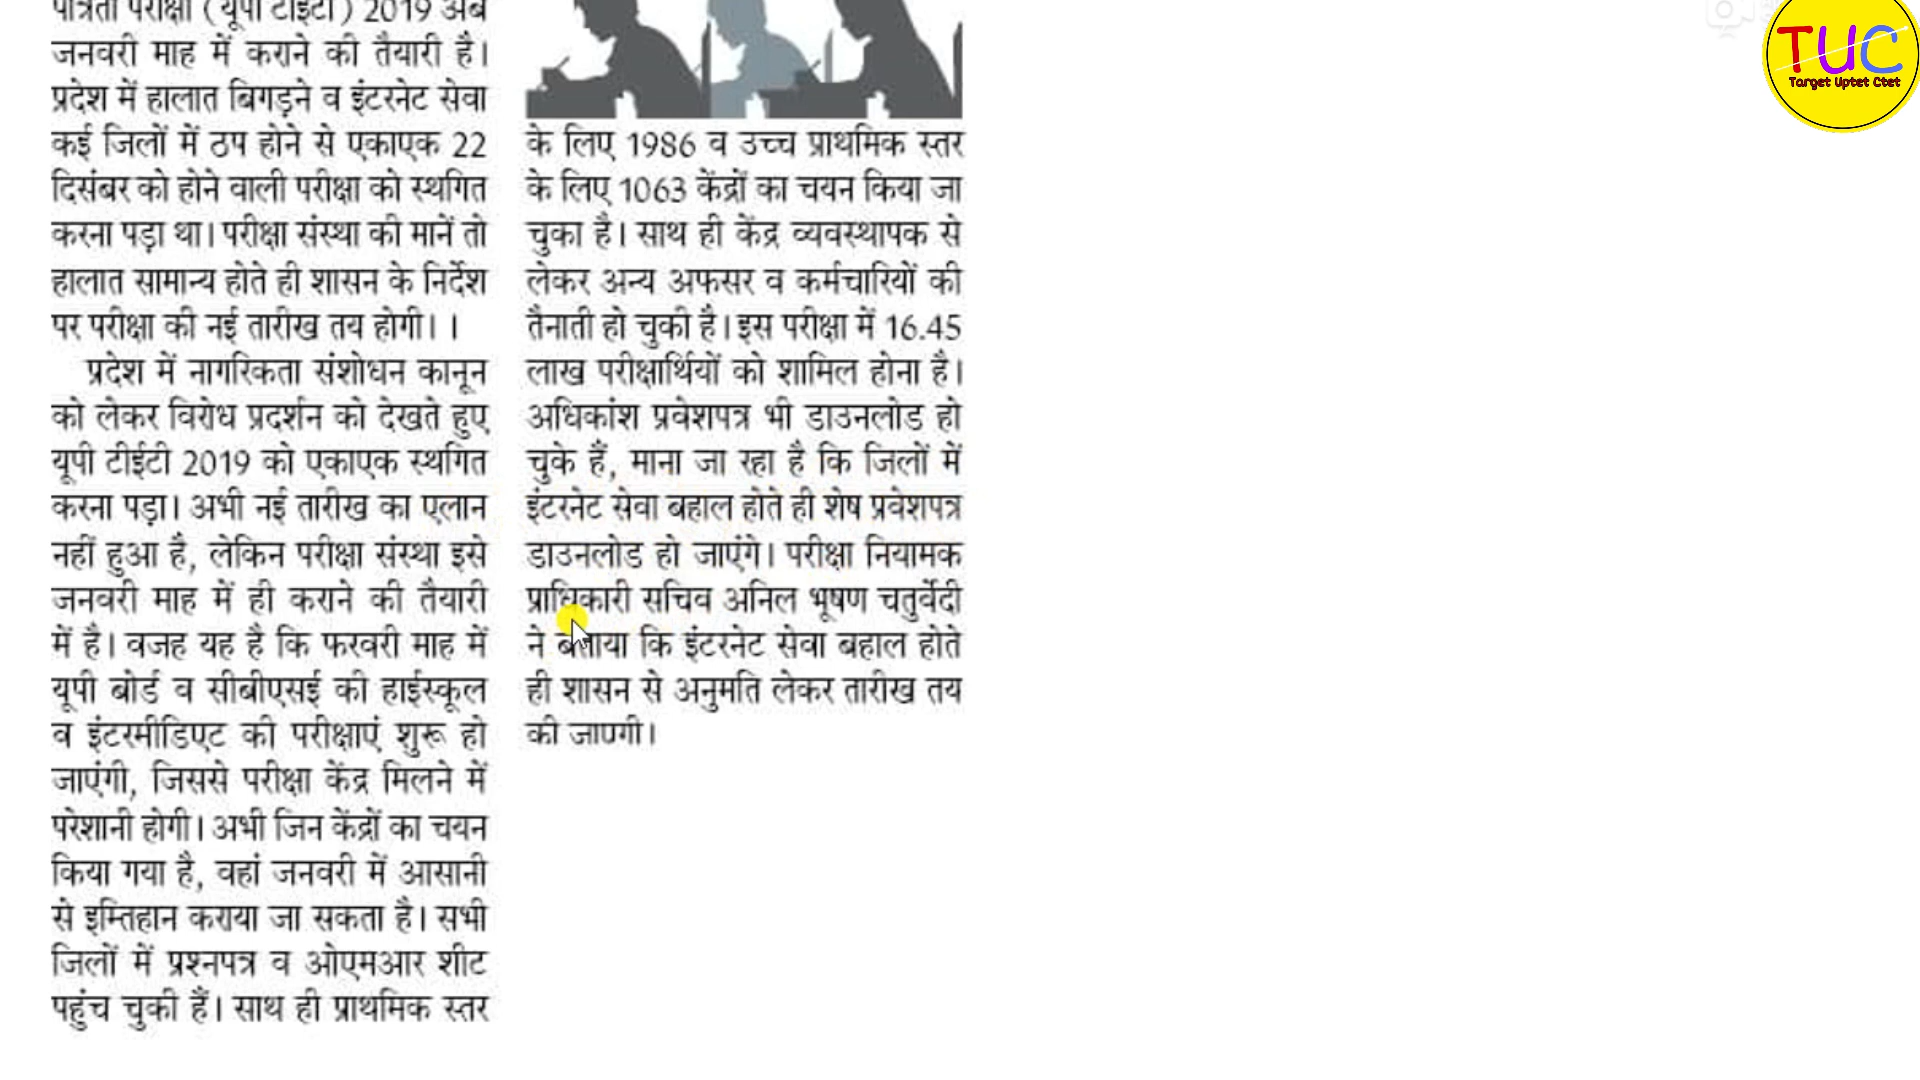 पात्रता परीक्षा (यूपी टीईटी) 2019 अब
जनवरी माह में कराने की तैयारी है।
प्रदेश में हालात बिगड़ने व इंटरनेट सेवा
कई जिलों में ठप होने से एकाएक 22
दिसंबर को होने वाली परीक्षा को स्थगित
करना पड़ा था। परीक्षा संस्था की मानें तो
हालात सामान्य होते ही शासन के निर्देश
पर परीक्षा की नई तारीख तय होगी। ।
प्रदेश में नागरिकता संशोधन कानून
को लेकर विरोध प्रदर्शन को देखते हुए
यूपी टीईटी 2019 को एकाएक स्थगित
करना पड़ा। अभी नई तारीख का एलान
नहीं हुआ है, लेकिन परीक्षा संस्था इसे
जनवरी माह में ही कराने की तैयारी
में है। वजह यह है कि फरवरी माह में
यूपी बोर्ड व सीबीएसई की हाईस्कूल
व इंटरमीडिएट की परीक्षाएं शुरू हो
जाएंगी, जिससे परीक्षा केंद्र मिलने में
परेशानी होगी। अभी जिन केंद्रों का चयन
किया गया है, वहां जनवरी में आसानी
से इम्तिहान कराया जा सकता है। सभी
जिलों में प्रश्नपत्र व ओएमआर शीट
पहुंच चुकी हैं। साथ ही प्राथमिक स्तर
के लिए 1986 व उच्च प्राथमिक स्तर
के लिए 1063 केंद्रों का चयन किया जा
चुका है। साथ ही केंद्र व्यवस्थापक से
लेकर अन्य अफसर व कर्मचारियों की
तैनाती हो चुकी है। इस परीक्षा में 16.45
लाख परीक्षार्थियों को शामिल होना है।
अधिकांश प्रवेशपत्र भी डाउनलोड हो
चुके हैं, माना जा रहा है कि जिलों में
इंटरनेट सेवा बहाल होते ही शेष प्रवेशपत्र
डाउनलोड हो जाएंगे। परीक्षा नियामक
प्राधिकारी सचिव अनिल भूषण चतुर्वेदी
ने बताया कि इंटरनेट सेवा बहाल होते
ही शासन से अनुमति लेकर तारीख तय
की जाएगी।
TUC
Target Uptet Ctet